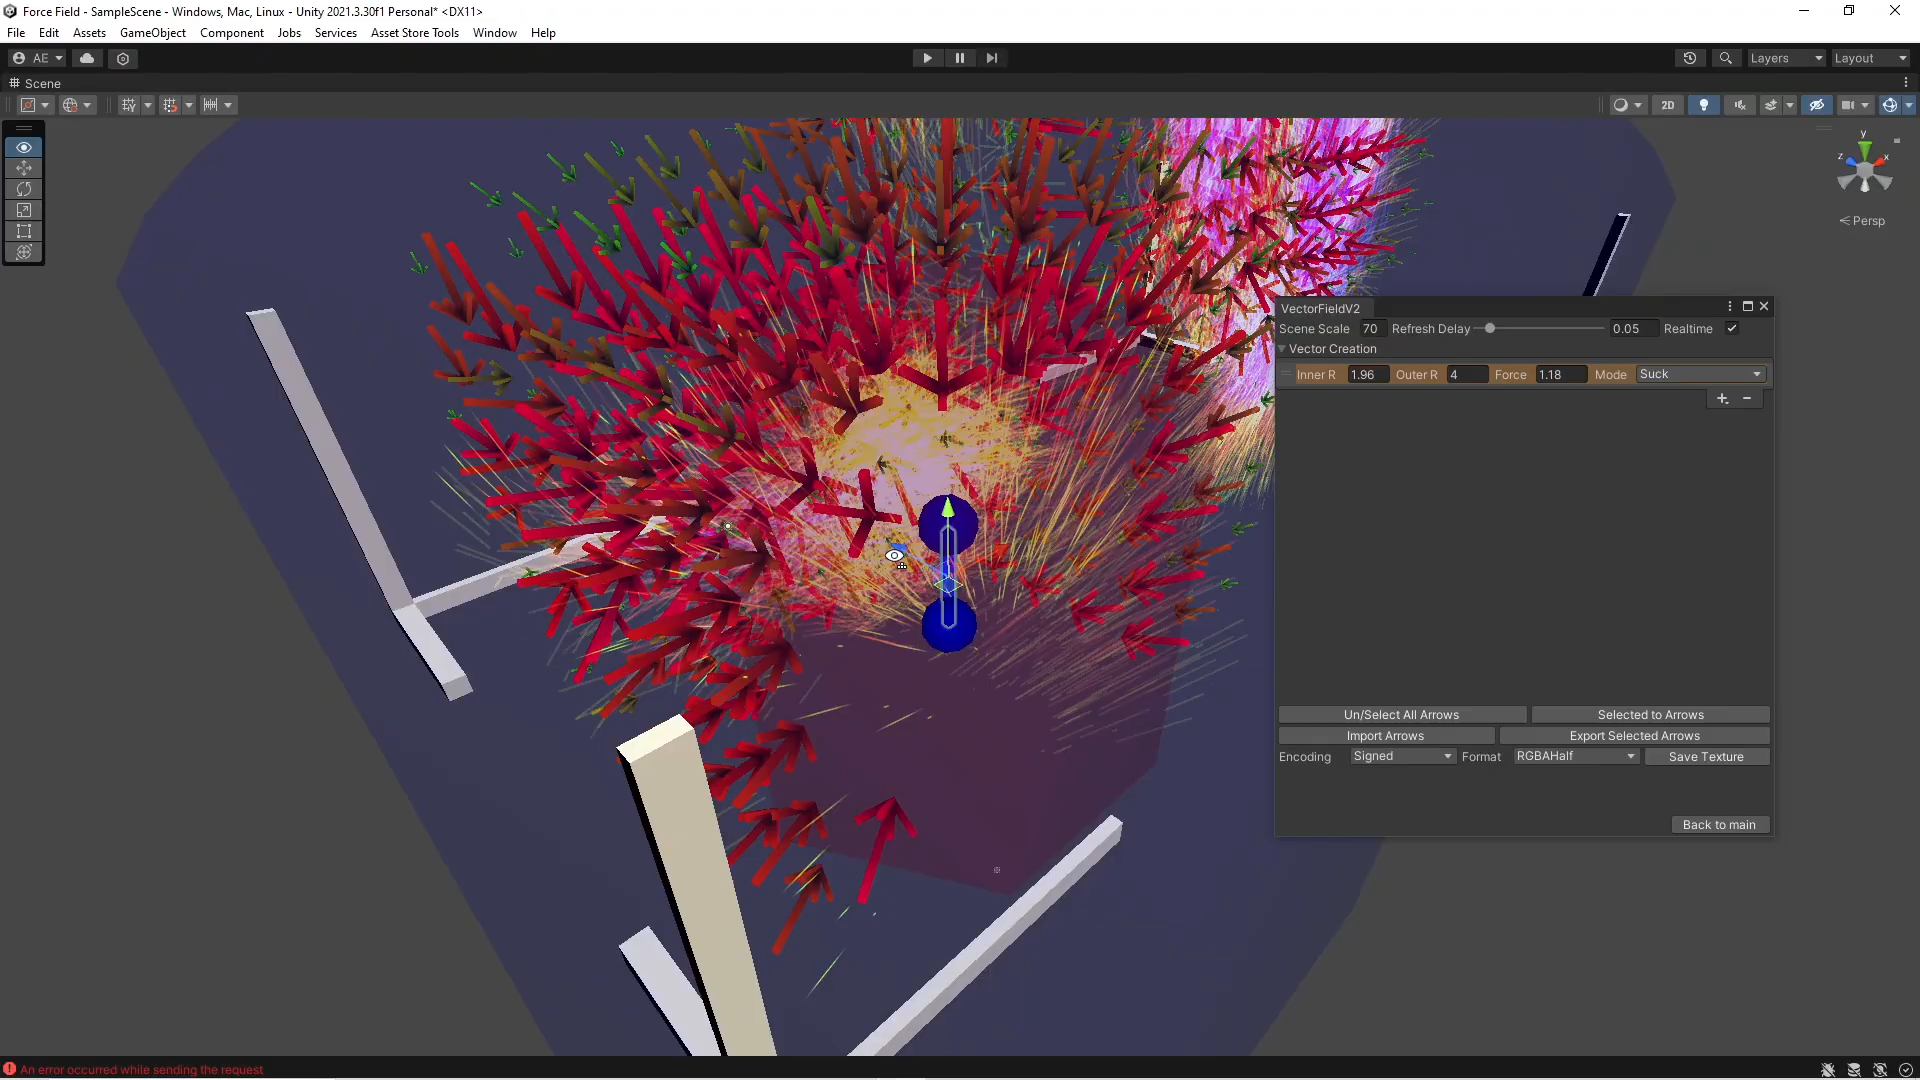 Force Field - SampleScene - Windows, Mac, Linux - Unity 2021.3.30f1 Personal* <DX11>
File Edit Assets GameObject Component Jobs Services Asset Store Tools Window Help
AE Layers Layout
Scene
2D
y
z x
Persp
VectorFieldV2
Scene Scale 70 Refresh Delay 0.05 Realtime
Vector Creation
Inner R 1.96 Outer R 4 Force 1.18 Mode Suck
Un/Select All Arrows Selected to Arrows
Import Arrows Export Selected Arrows
Encoding Signed Format RGBAHalf Save Texture
Back to main
An error occurred while sending the request